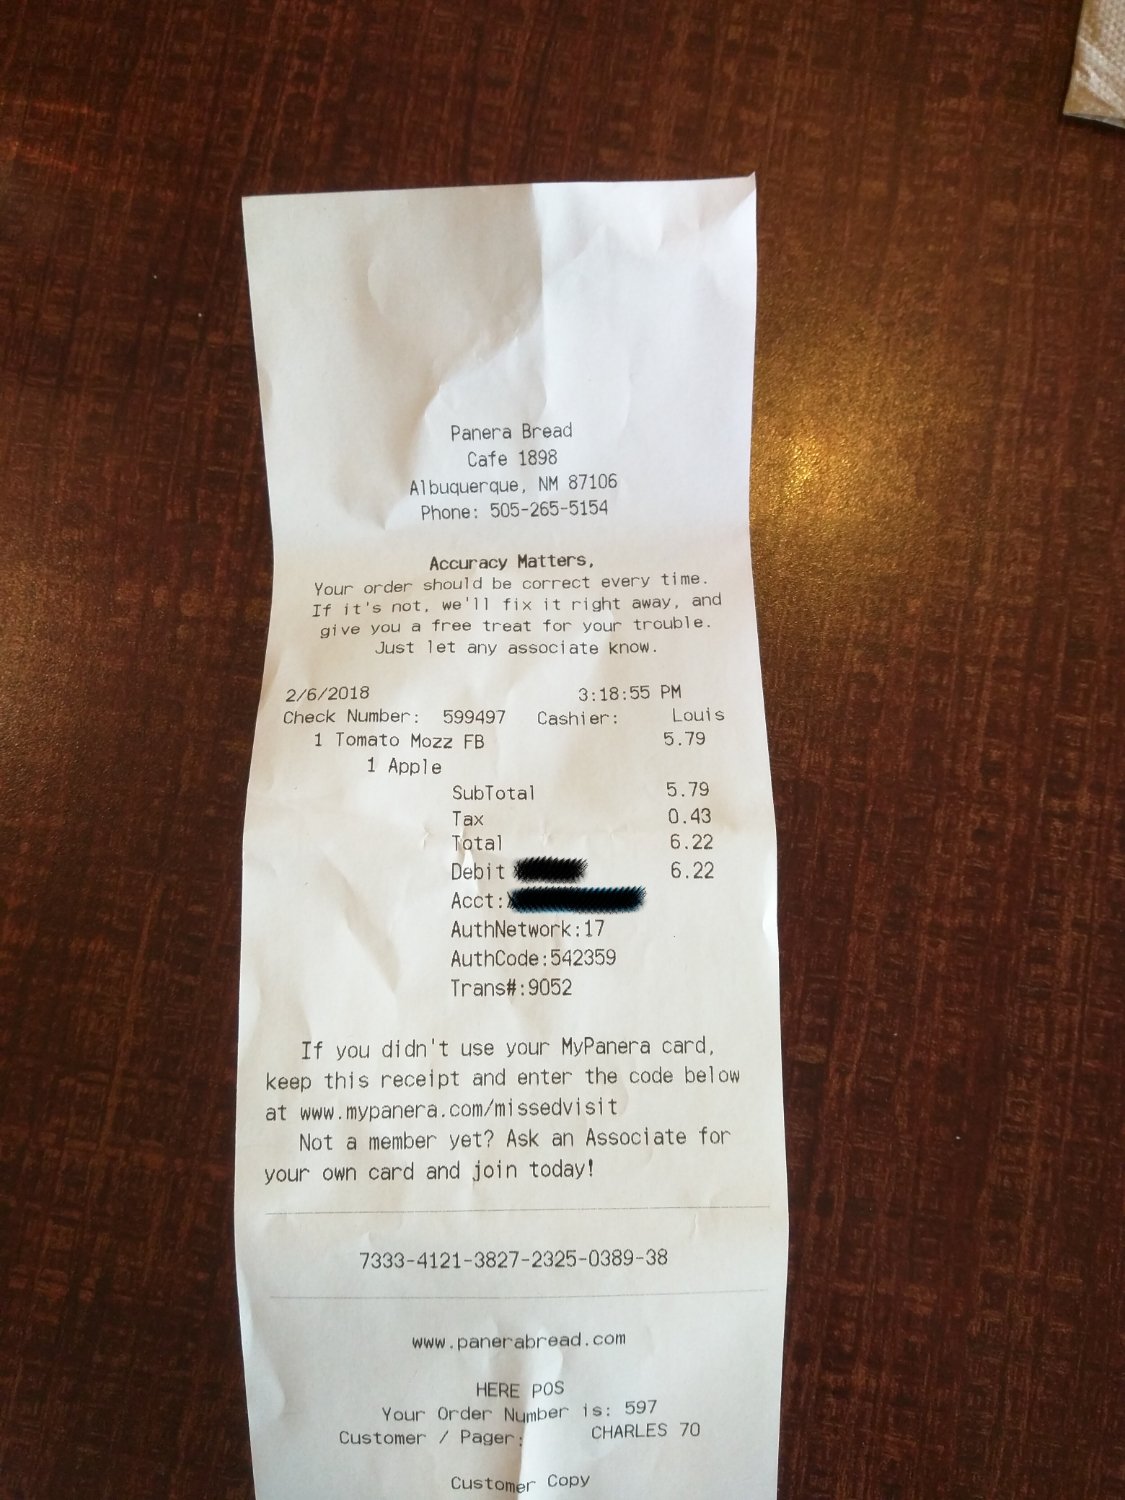 Panera Bread
Cafe 1898
Albuquerque, NM 87106
Phone: 505-265-5154
Accuracy Matters,
Your order should be correct every time.
If it's not, we'll fix it right away, and
give you a free treat for your trouble.
Just let any associate know.
2/6/2018 3:18:55 PM
Check Number: 599497 Cashier: Louis
1 Tomato Mozz FB 5.79
1 Apple
SubTotal 5.79
Tax 0.43
Total 6.22
Debit 6.22
Acct:
AuthNetwork:17
AuthCode:542359
Trans#:9052
If you didn't use your MyPanera card,
keep this receipt and enter the code below
at www.mypanera.com/missedvisit
Not a member yet? Ask an Associate for
your own card and join today!
7333-4121-3827-2325-0389-38
www.panerabread.com
HERE POS
Your Order Number is: 597
Customer / Pager: CHARLES 70
Customer Copy